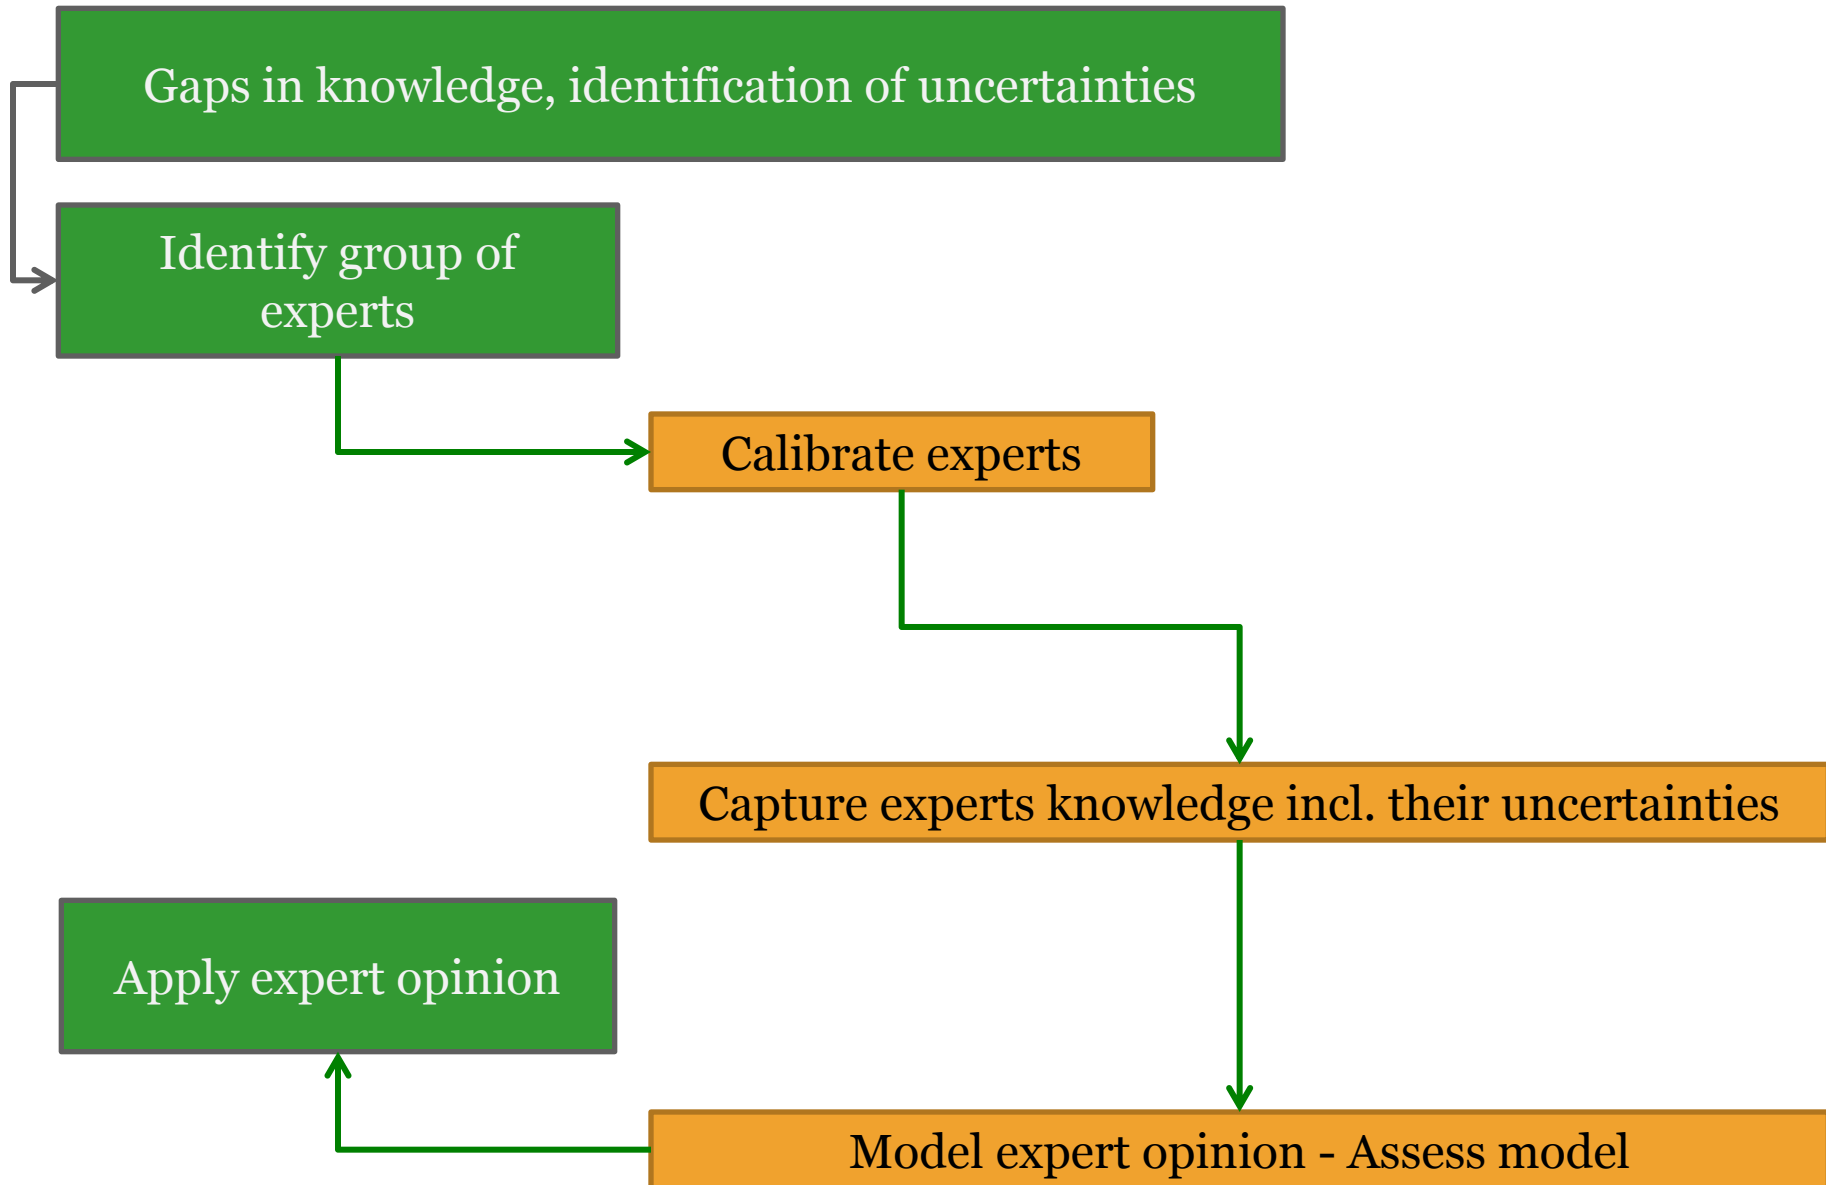 Gaps in knowledge, identification of uncertainties
Identify group of
experts
Calibrate experts
Capture experts knowledge incl. their uncertainties
Apply expert opinion
Model expert opinion - Assess model